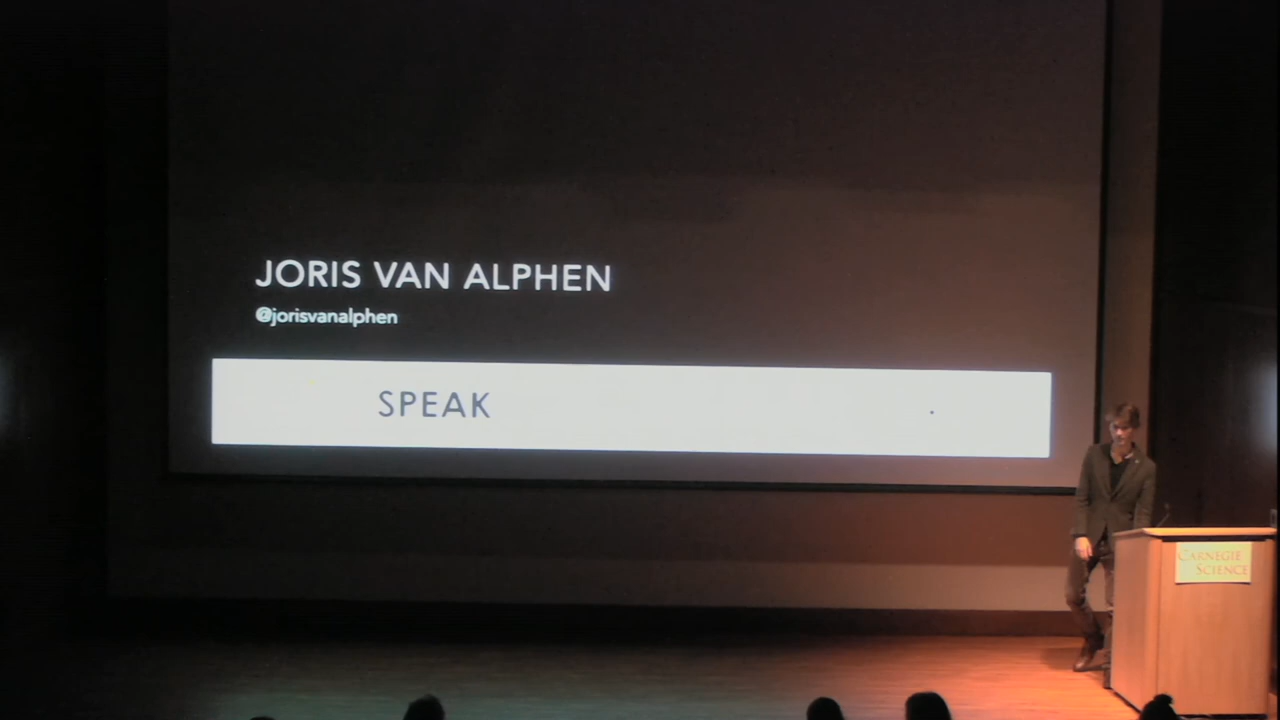 JORIS VAN ALPHEN
@jorisvanalphen
SPEAK
CARNEGIE
SCIENCE